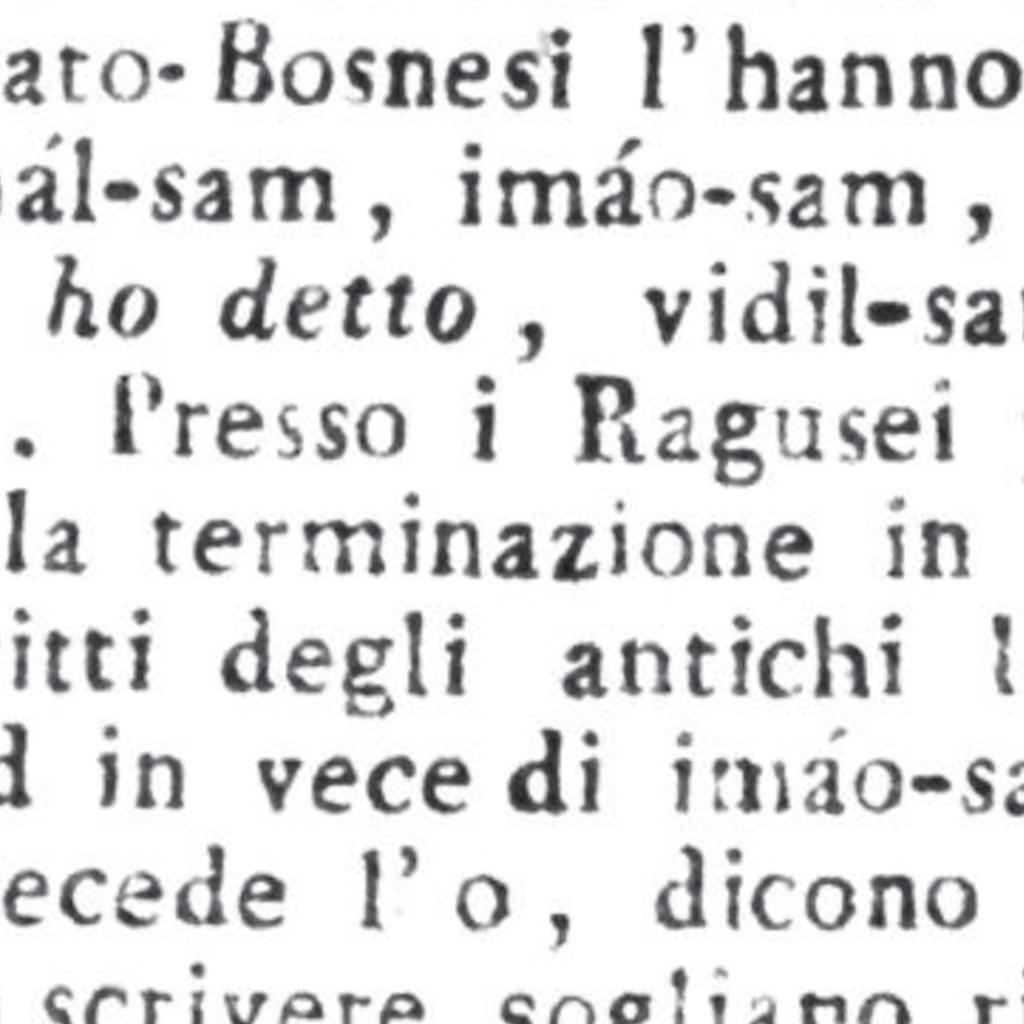 ato-Bosnesi l'hanno
ál-sam, imáo-sam,
ho detto, vidil-sa
. Presso i Ragusei
la terminazione in
itti degli antichi l
d in vece di imáo-sa
ecede l'o, dicono
scrivere sogliano ri